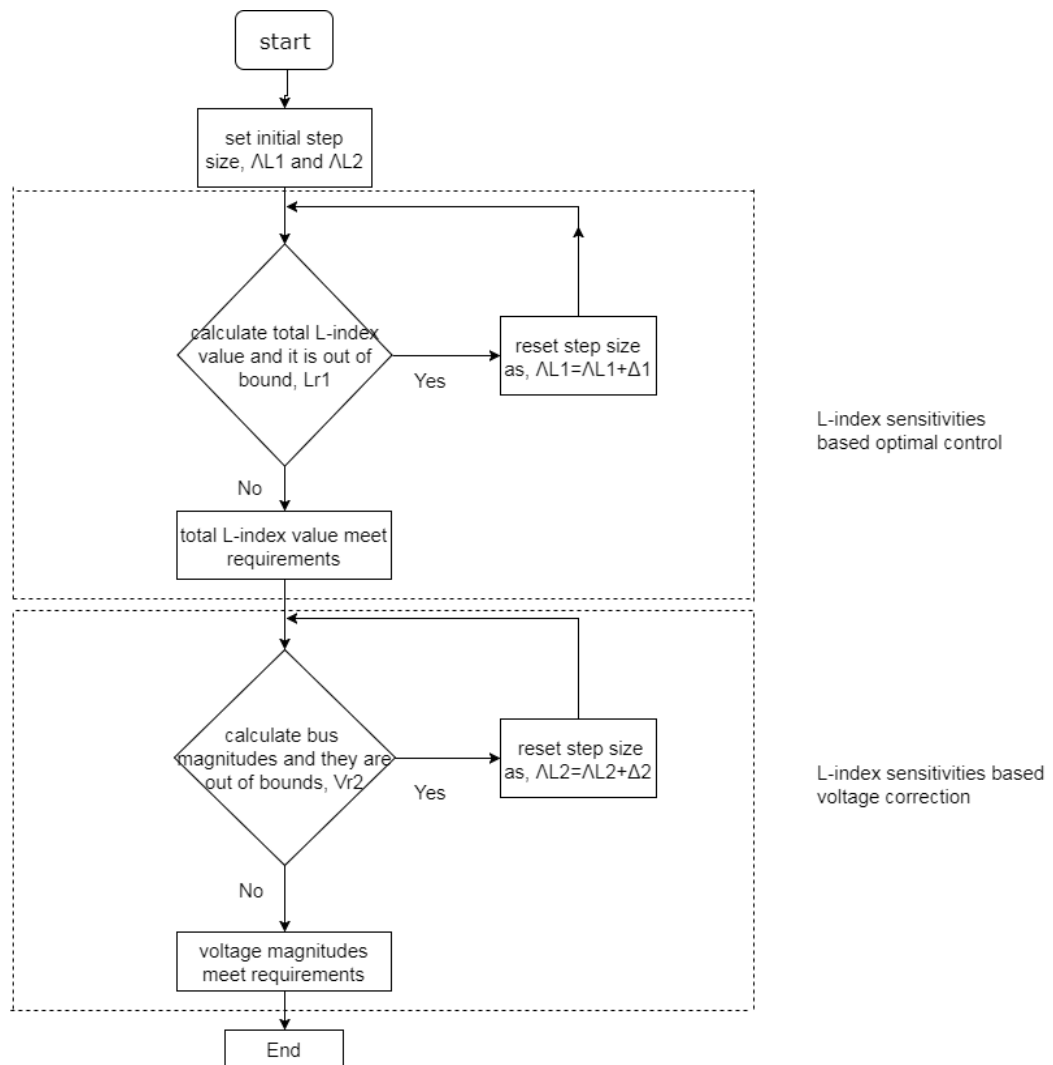 start
set initial step
size, ΛL1 and ΛL2
calculate total L-index
value and it is out of
bound, Lr1
Yes
reset step size
as, ΛL1=ΛL1+Δ1
L-index sensitivities
based optimal control
No
total L-index value meet
requirements
calculate bus
magnitudes and they are
out of bounds, Vr2
Yes
reset step size
as, ΛL2=ΛL2+Δ2
L-index sensitivities based
voltage correction
No
voltage magnitudes
meet requirements
End